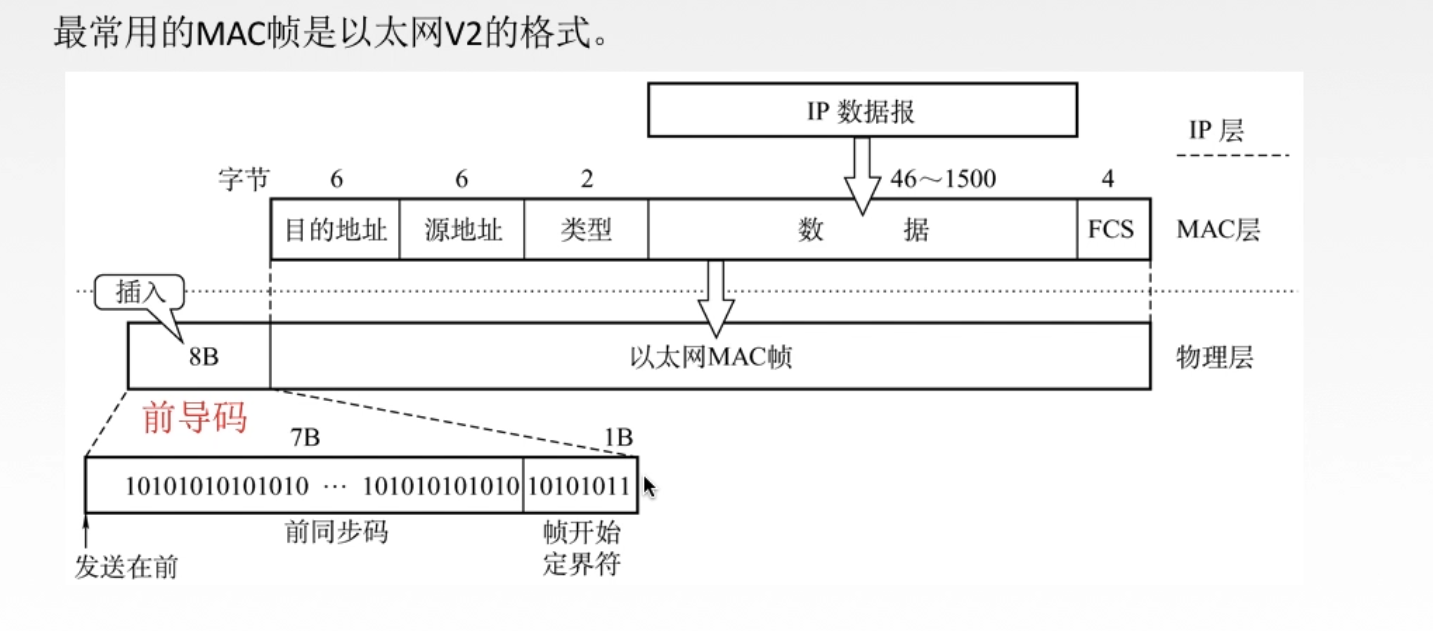 最常用的MAC帧是以太网V2的格式。
IP 数据报
IP 层
字节 6 6 2 46～1500 4
目的地址 源地址 类型 数 据 FCS MAC层
插入
8B 以太网MAC帧 物理层
前导码
7B 1B
10101010101010 ··· 101010101010 10101011
前同步码 帧开始
定界符
发送在前